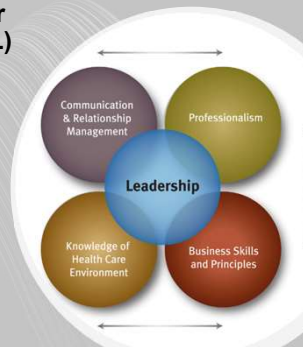 r
L)
Communication
& Relationship
Management
Professionalism
Leadership
Knowledge of
Health Care
Environment
Business Skills
and Principles